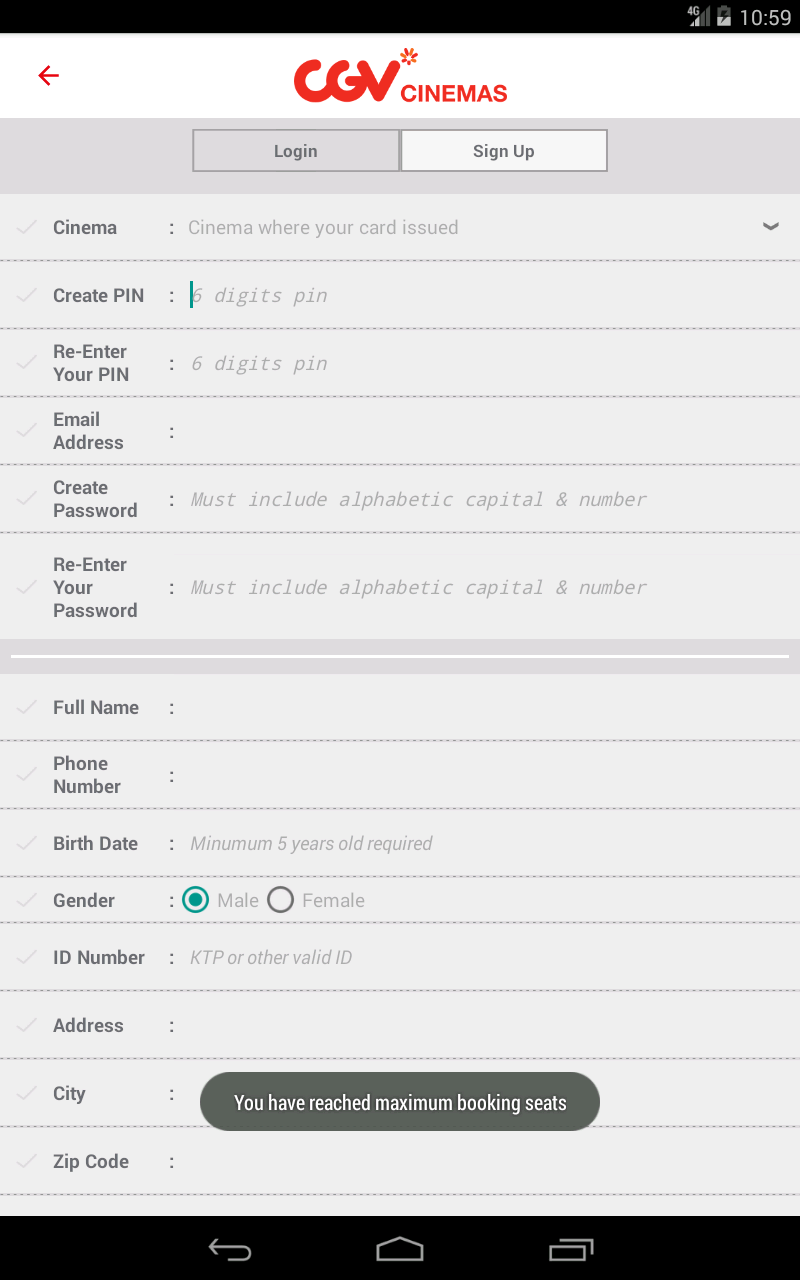 4G 10:59
CGV CINEMAS
Login Sign Up
Cinema : Cinema where your card issued
Create PIN : 6 digits pin
Re-Enter
Your PIN : 6 digits pin
Email
Address :
Create
Password : Must include alphabetic capital & number
Re-Enter
Your
Password : Must include alphabetic capital & number
Full Name :
Phone
Number :
Birth Date : Minumum 5 years old required
Gender : Male Female
ID Number : KTP or other valid ID
Address :
City :
You have reached maximum booking seats
Zip Code :